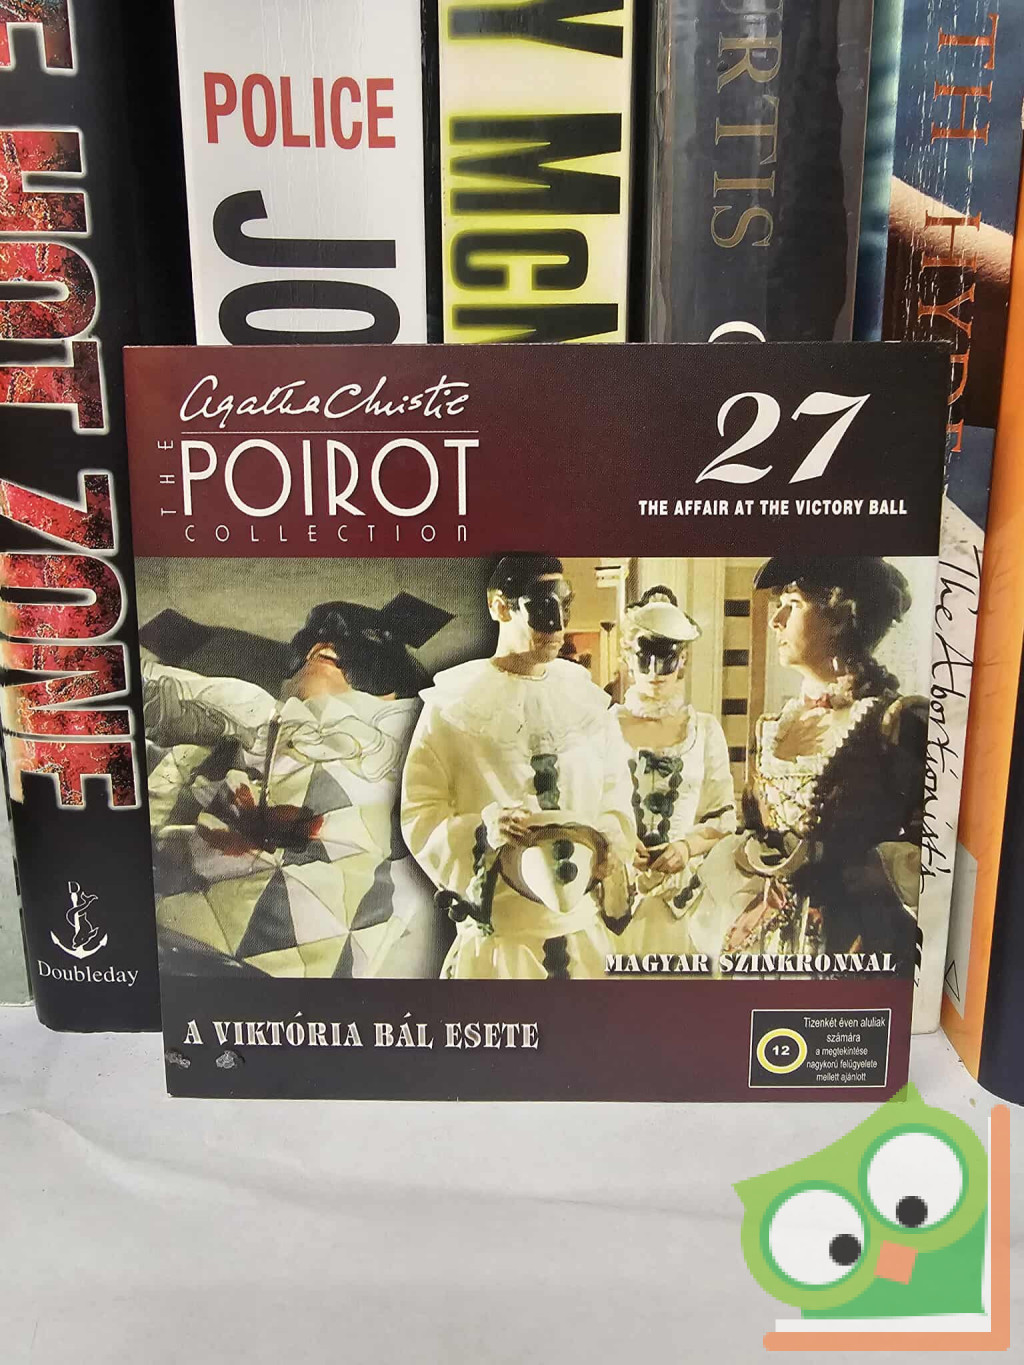 E HOT ZONE
Doubleday
POLICE
JO
Y MCN
RTIS
TH HYDE
The Abortionist's
Agatha Christie
THE
POIROT
COLLECTION
27
THE AFFAIR AT THE VICTORY BALL
MAGYAR SZINKRONNAL
A VIKTÓRIA BÁL ESETE
12
Tizenkét éven aluliak
számára
a megtekintése
nagykorú felügyelete
mellett ajánlott